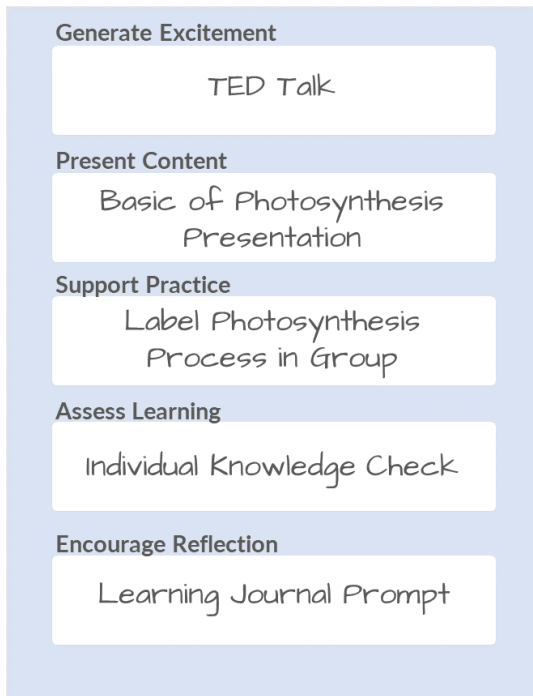 Generate Excitement
TED Talk
Present Content
Basic of Photosynthesis
Presentation
Support Practice
Label Photosynthesis
Process in Group
Assess Learning
Individual Knowledge Check
Encourage Reflection
Learning Journal Prompt